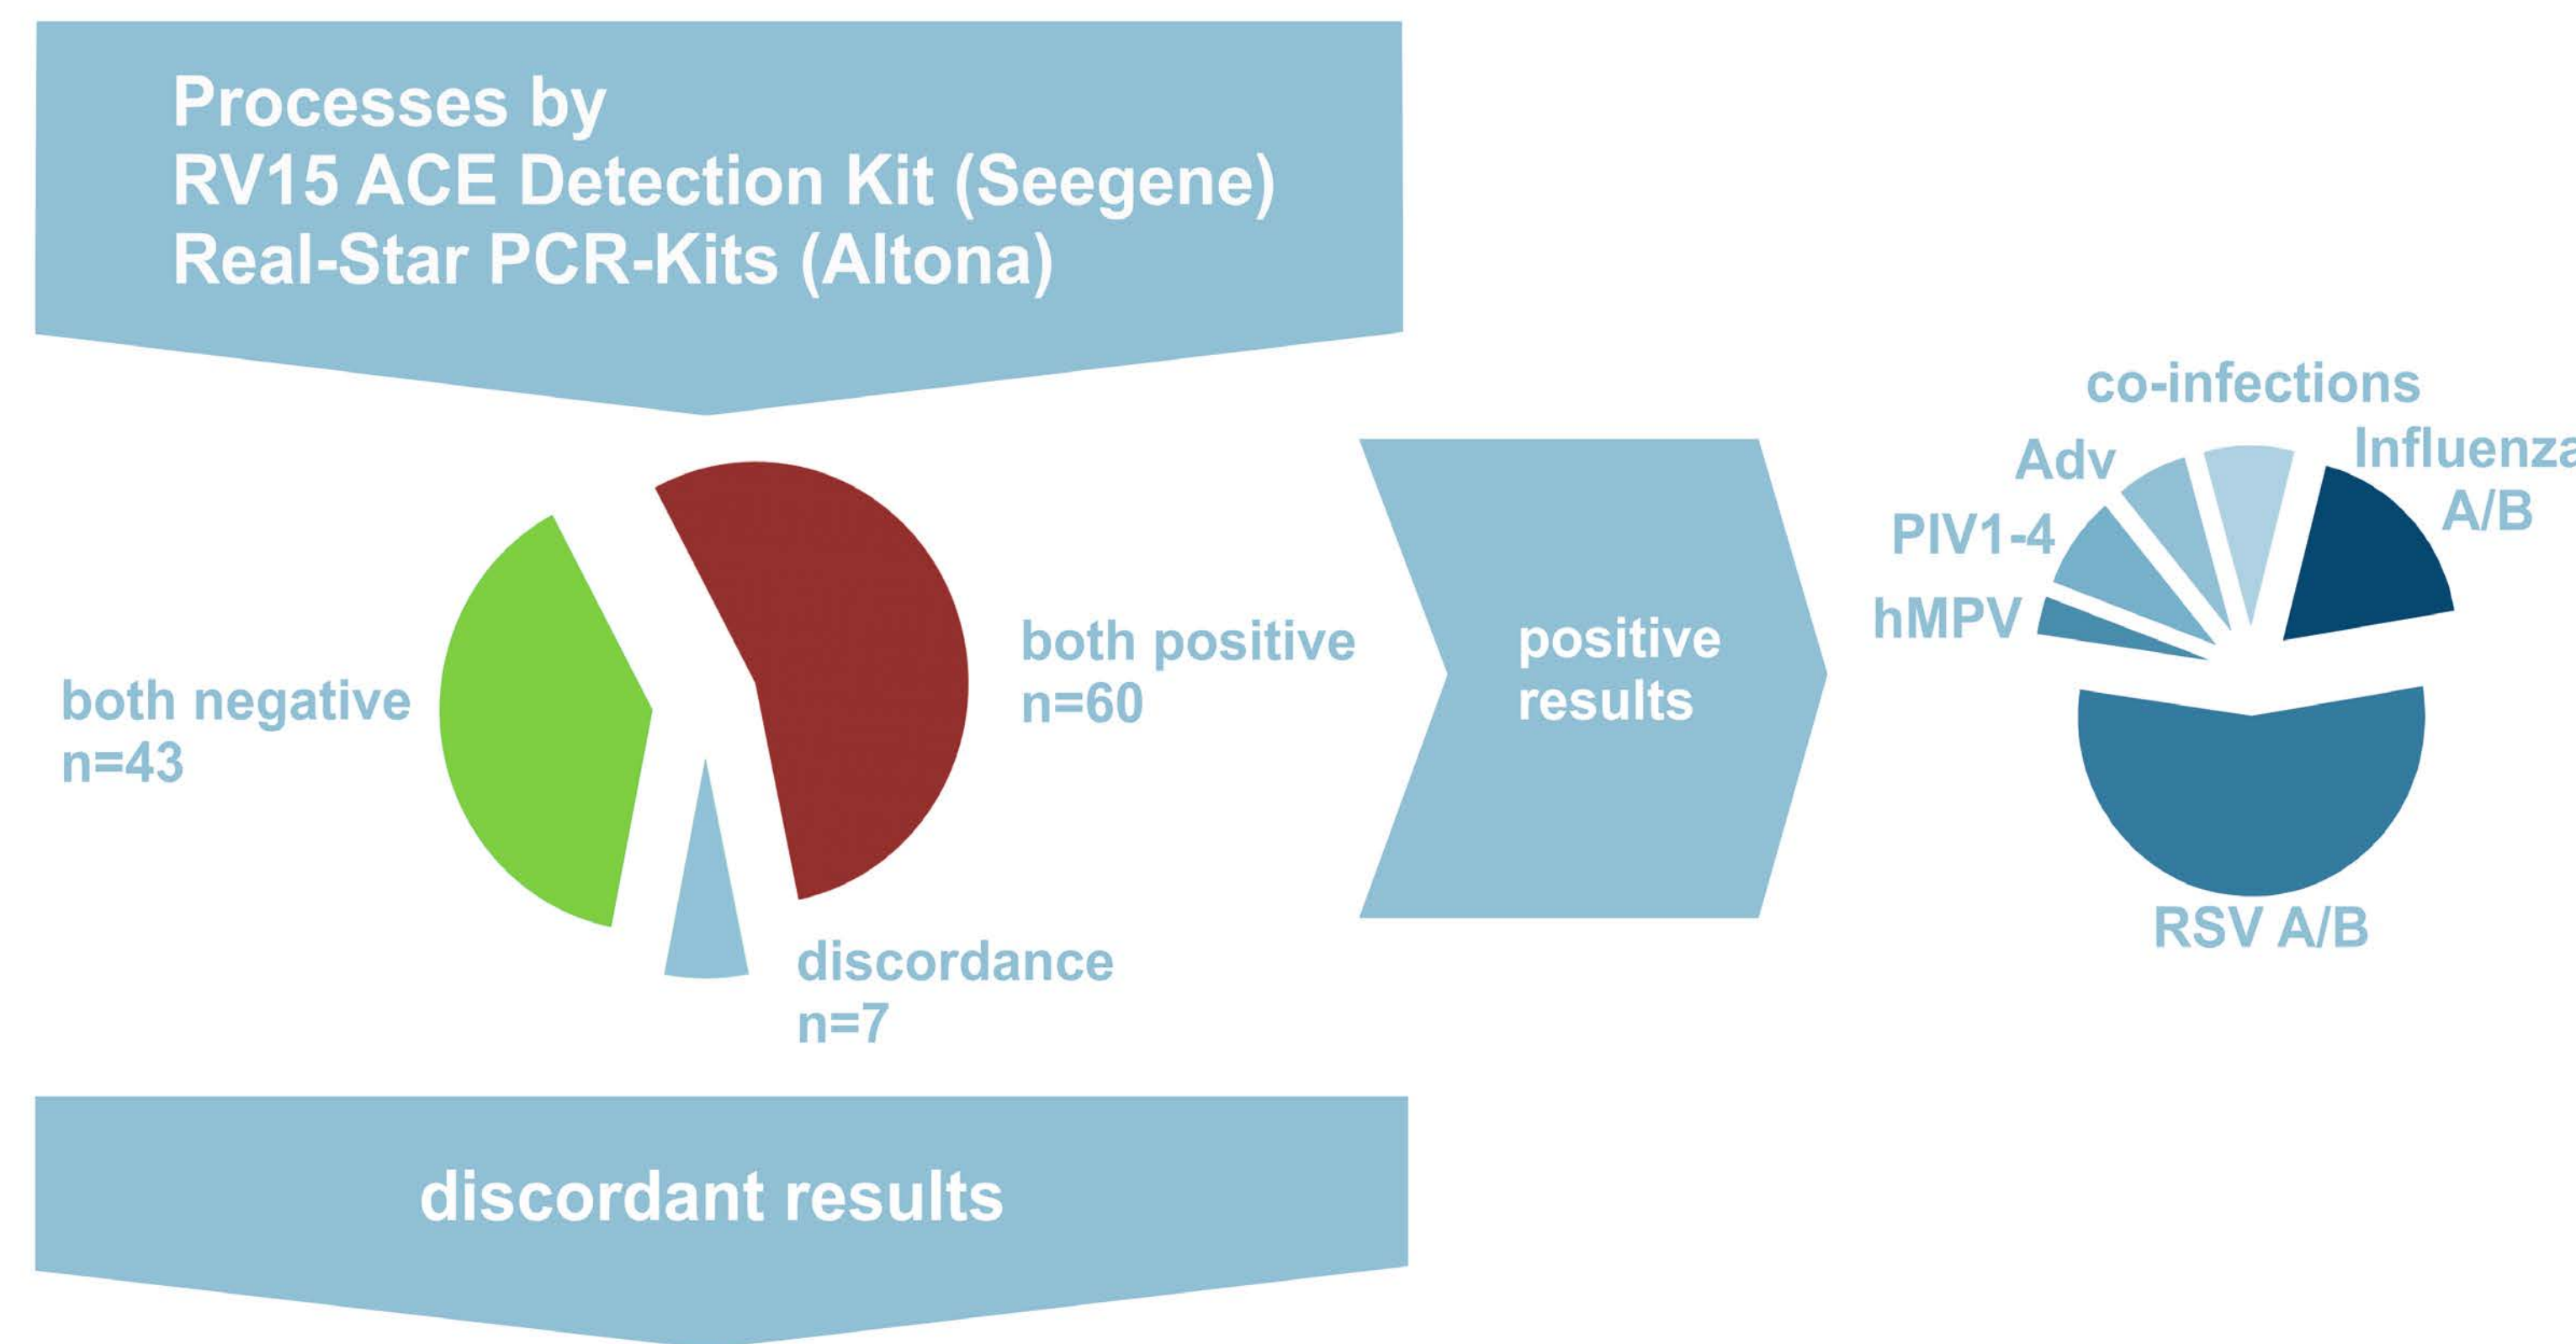 Processes by
RV15 ACE Detection Kit (Seegene)
Real-Star PCR-Kits (Altona)
both negative
n=43
both positive
n=60
discordance
n=7
positive
results
co-infections
Adv
Influenza
A/B
PIV1-4
hMPV
RSV A/B
discordant results